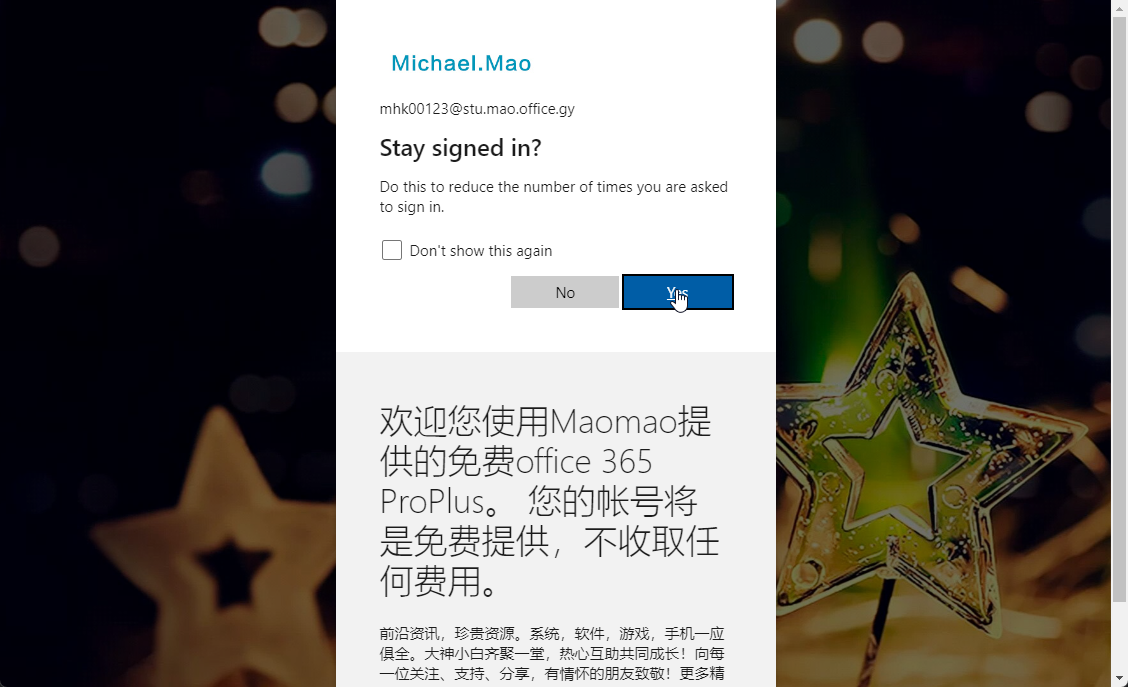 Michael.Mao
mhk00123@stu.mao.office.gy
Stay signed in?
Do this to reduce the number of times you are asked
to sign in.
Don't show this again
No
Yes
欢迎您使用Maomao提
供的免费office 365
ProPlus。 您的帐号将
是免费提供，不收取任
何费用。
前沿资讯，珍贵资源。系统，软件，游戏，手机一应
俱全。大神小白齐聚一堂，热心互助共同成长！向每
一位关注、支持、分享，有情怀的朋友致敬！更多精